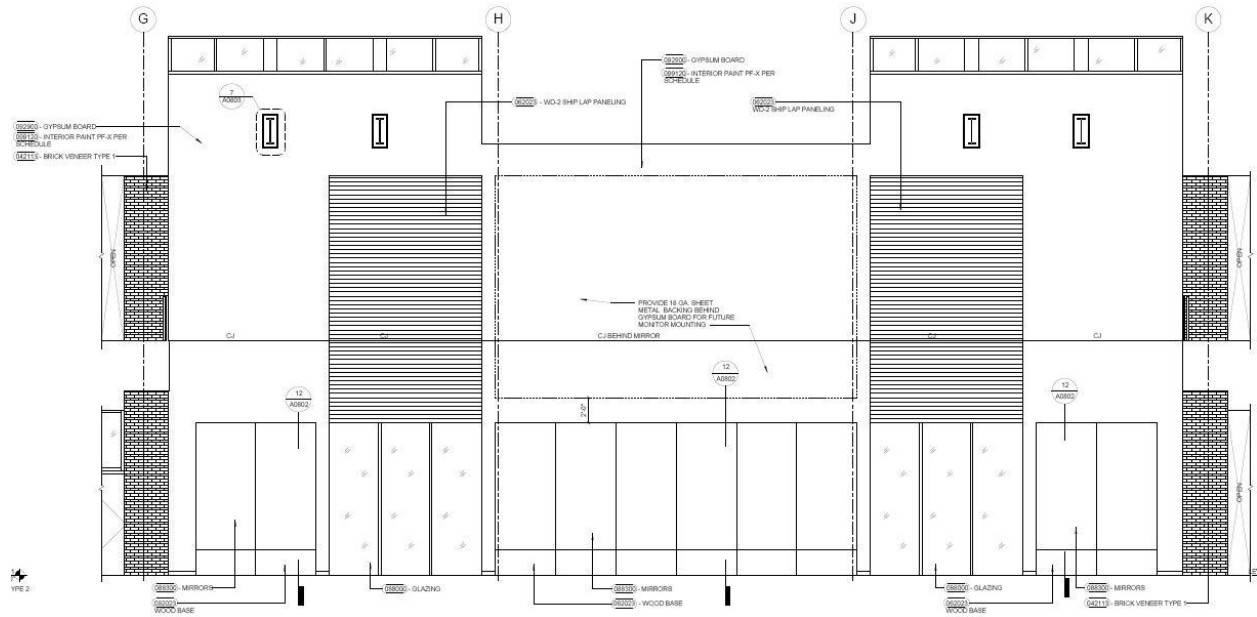 G
H
J
K
092900 - GYPSUM BOARD
099120 - INTERIOR PAINT PF-X PER
SCHEDULE
7
A0803
062023 - WD-2 SHIP LAP PANELING
062023
WD-2 SHIP LAP PANELING
092900 - GYPSUM BOARD
099120 - INTERIOR PAINT PF-X PER
SCHEDULE
042113 - BRICK VENEER TYPE 1
OPEN
OPEN
PROVIDE 18 GA. SHEET
METAL BACKING BEHIND
GYPSUM BOARD FOR FUTURE
MONITOR MOUNTING
CJ
CJ
CJ BEHIND MIRROR
CJ
CJ
12
A0802
12
A0802
12
A0802
2'-0"
OPEN
YPE 2
088300 - MIRRORS
062023
WOOD BASE
088000 - GLAZING
088300 - MIRRORS
062023 - WOOD BASE
088000 - GLAZING
062023
WOOD BASE
088300 - MIRRORS
042113 - BRICK VENEER TYPE 1